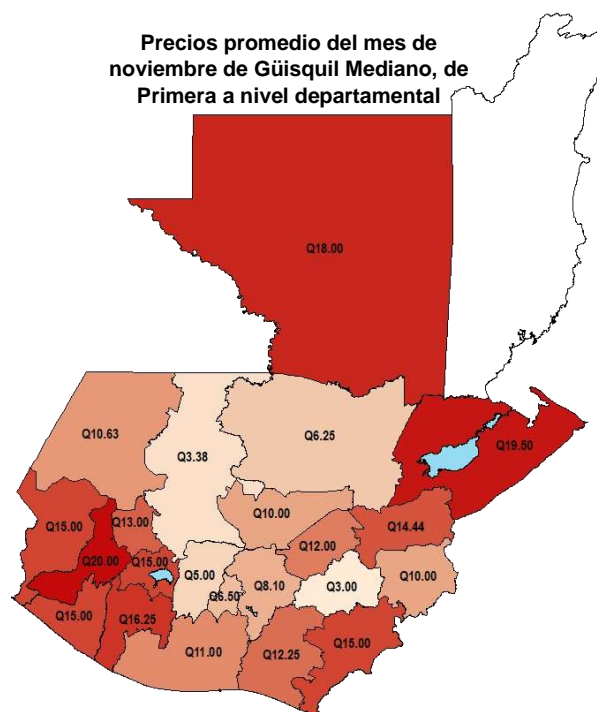 Precios promedio del mes de
noviembre de Güisquil Mediano, de
Primera a nivel departamental
Q18.00
Q10.63
Q3.38
Q6.25
Q19.50
Q15.00
Q13.00
Q10.00
Q14.44
Q12.00
Q20.00
Q15.00
Q5.00
Q8.10
Q3.00
Q10.00
Q6.50
Q15.00
Q16.25
Q11.00
Q12.25
Q15.00